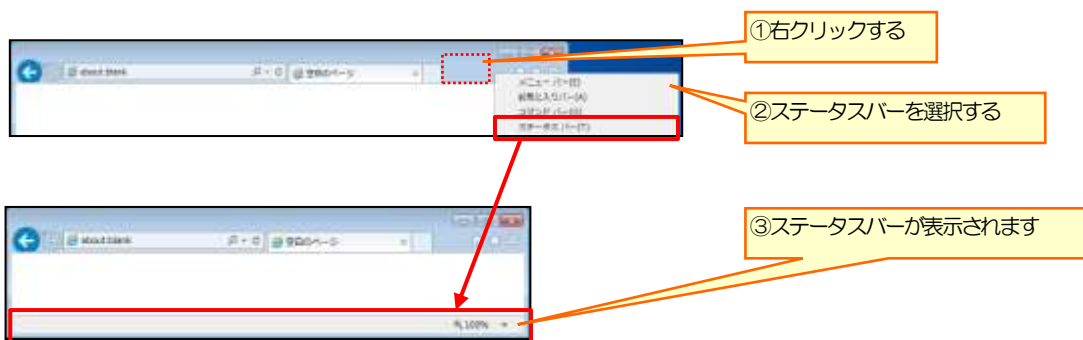 ①右クリックする
about:blank
空白のページ
メニュー バー(E)
お気に入りバー(A)
コマンド バー(O)
ステータス バー(T)
②ステータスバーを選択する
about:blank
空白のページ
③ステータスバーが表示されます
100%